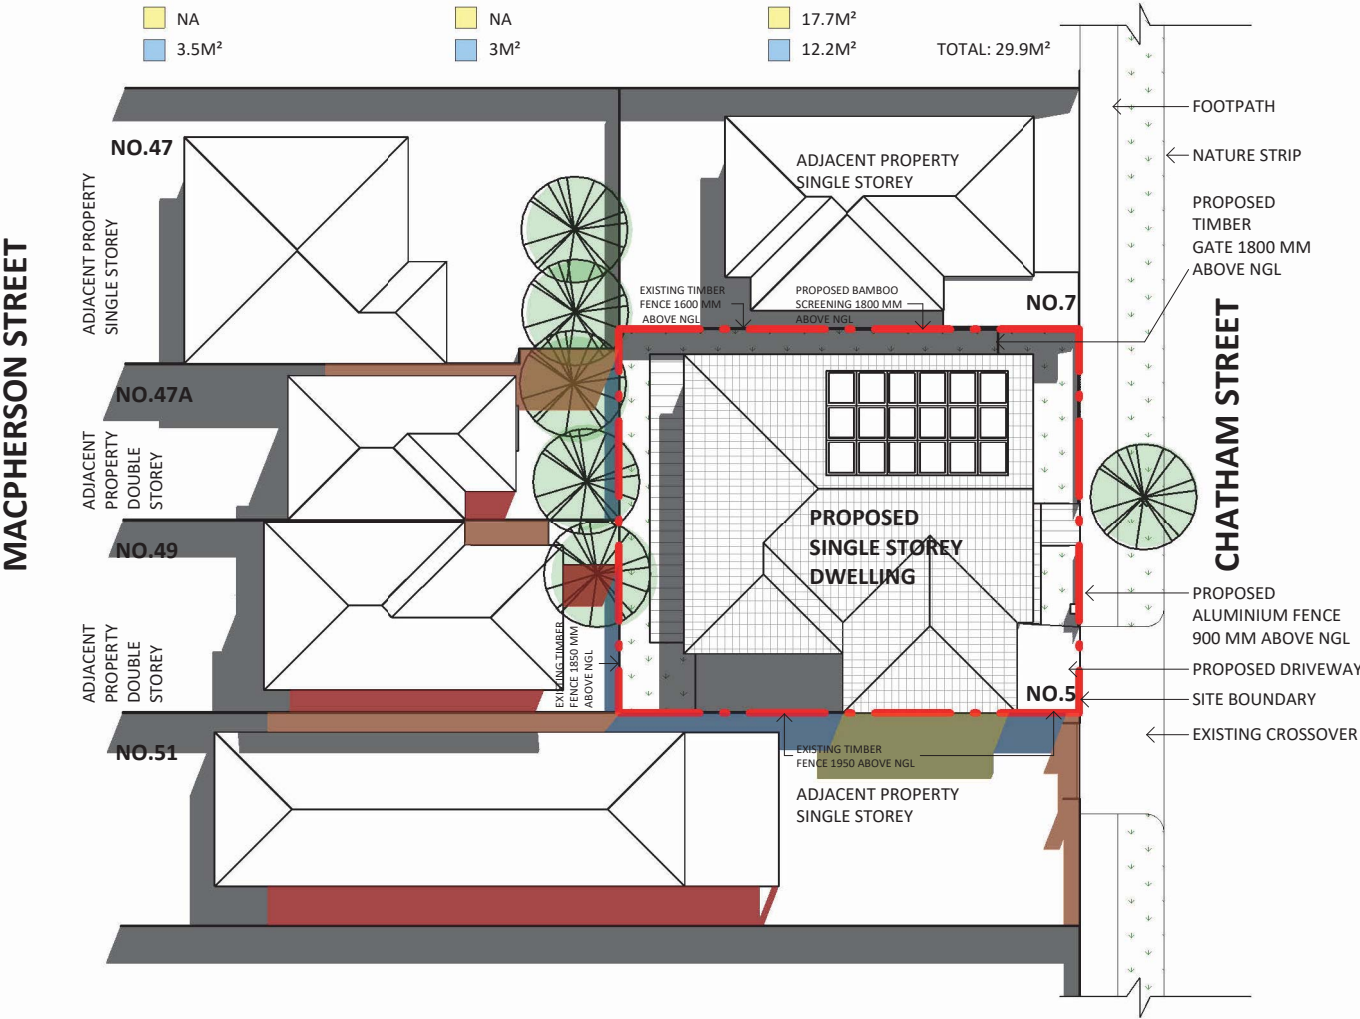 NA
3.5M²
NA
3M²
17.7M²
12.2M²
TOTAL: 29.9M²
MACPHERSON STREET
NO.47
ADJACENT PROPERTY
SINGLE STOREY
NO.47A
ADJACENT
PROPERTY
DOUBLE
STOREY
NO.49
ADJACENT
PROPERTY
DOUBLE
STOREY
NO.51
ADJACENT PROPERTY
SINGLE STOREY
EXISTING TIMBER
FENCE 1600 MM
ABOVE NGL
PROPOSED BAMBOO
SCREENING 1800 MM
ABOVE NGL
NO.7
PROPOSED
SINGLE STOREY
DWELLING
EXISTING TIMBER
FENCE 1850 MM
ABOVE NGL
NO.5
EXISTING TIMBER
FENCE 1950 ABOVE NGL
ADJACENT PROPERTY
SINGLE STOREY
FOOTPATH
NATURE STRIP
PROPOSED
TIMBER
GATE 1800 MM
ABOVE NGL
CHATHAM STREET
PROPOSED
ALUMINIUM FENCE
900 MM ABOVE NGL
PROPOSED DRIVEWAY
SITE BOUNDARY
EXISTING CROSSOVER